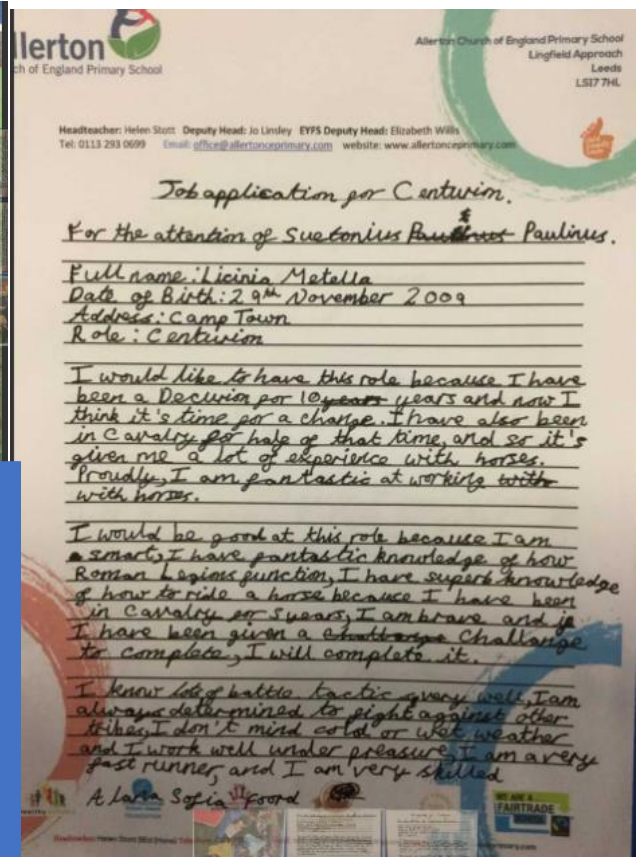 llerton
ch of England Primary School
Allerton Church of England Primary School
Lingfield Approach
Leeds
LS17 7HL
Headteacher: Helen Stott Deputy Head: Jo Linsley EYFS Deputy Head: Elizabeth Willis
Tel: 0113 293 0699 Email: office@allertonceprimary.com website: www.allertonceprimary.com
Job application for Centurion.
For the attention of Suetonius Paulinus.
Full name: Licinia Metella
Date of Birth: 29th November 2009
Address: Camp Town
Role: Centurion
I would like to have this role because I have
been a Decurion for 10 years years and now I
think it's time for a change. I have also been
in Cavalry for half of that time, and so it's
given me a lot of experience with horses.
Proudly, I am fantastic at working with
with horses.
I would be good at this role because I am
smart, I have fantastic knowledge of how
Roman Legions function, I have superb knowledge
of how to ride a horse because I have been
in Cavalry for 5 years, I am brave and if
I have been given a Challange
to complete, I will complete it.
I know lots of battle tactic very well, I am
always determined to fight against other
tribes, I don't mind cold or wet weather
and I work well under preasure, I am a very
fast runner, and I am very skilled
Alana Sofia Foord
WE ARE A
FAIRTRADE